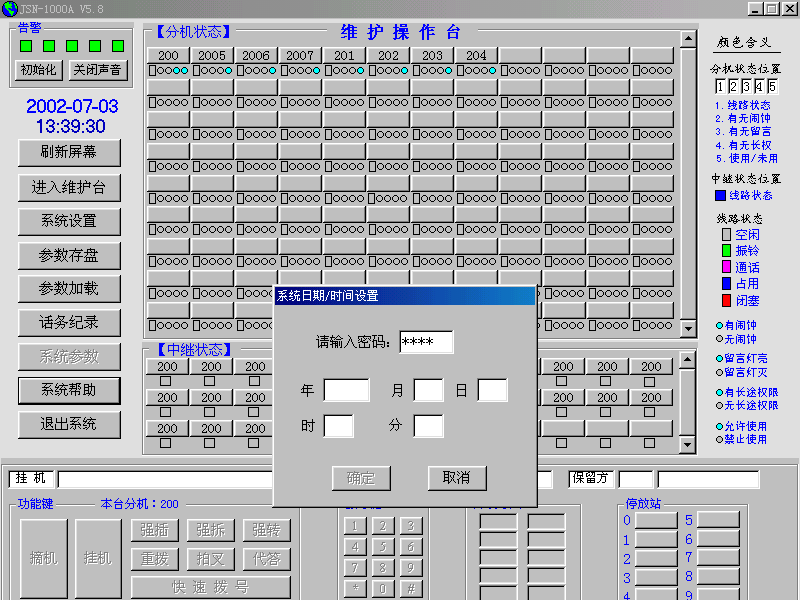 JSN-1000A V5.8
告警
初始化 关闭声音
2002-07-03
13:39:30
刷新屏幕
进入维护台
系统设置
参数存盘
参数加载
话务纪录
系统参数
系统帮助
退出系统
【分机状态】 维护操作台
200 2005 2006 2007 201 202 203 204
【中继状态】
200 200 200 200 200 200
200 200 200 200 200 200
200 200 200 200
系统日期/时间设置
请输入密码: ****
年 月 日
时 分
确定 取消
颜色含义
分机状态位置
1 2 3 4 5
1.线路状态
2.有无闹钟
3.有无留言
4.有无长权
5.使用/未用
中继状态位置
线路状态
线路状态
空闲
振铃
通话
占用
闭塞
有闹钟
无闹钟
留言灯亮
留言灯灭
有长途权限
无长途权限
允许使用
禁止使用
挂 机 保留方
功能键 本台分机:200
摘机 挂机
强插 强拆 强转
重拨 拍叉 代答
快 速 拨 号
1 2 3
4 5 6
7 8 9
* 0 #
停放站
0 5
1 6
2 7
3 8
4 9